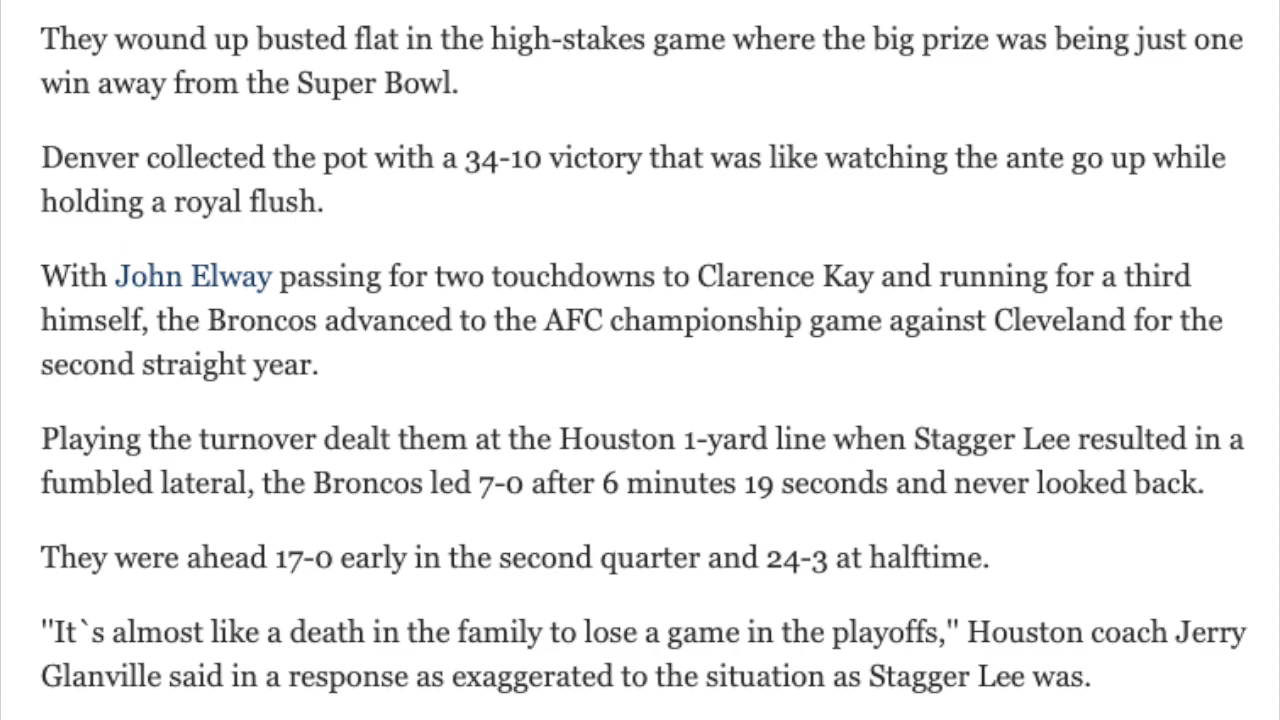 They wound up busted flat in the high-stakes game where the big prize was being just one
win away from the Super Bowl.
Denver collected the pot with a 34-10 victory that was like watching the ante go up while
holding a royal flush.
With John Elway passing for two touchdowns to Clarence Kay and running for a third
himself, the Broncos advanced to the AFC championship game against Cleveland for the
second straight year.
Playing the turnover dealt them at the Houston 1-yard line when Stagger Lee resulted in a
fumbled lateral, the Broncos led 7-0 after 6 minutes 19 seconds and never looked back.
They were ahead 17-0 early in the second quarter and 24-3 at halftime.
"It`s almost like a death in the family to lose a game in the playoffs," Houston coach Jerry
Glanville said in a response as exaggerated to the situation as Stagger Lee was.